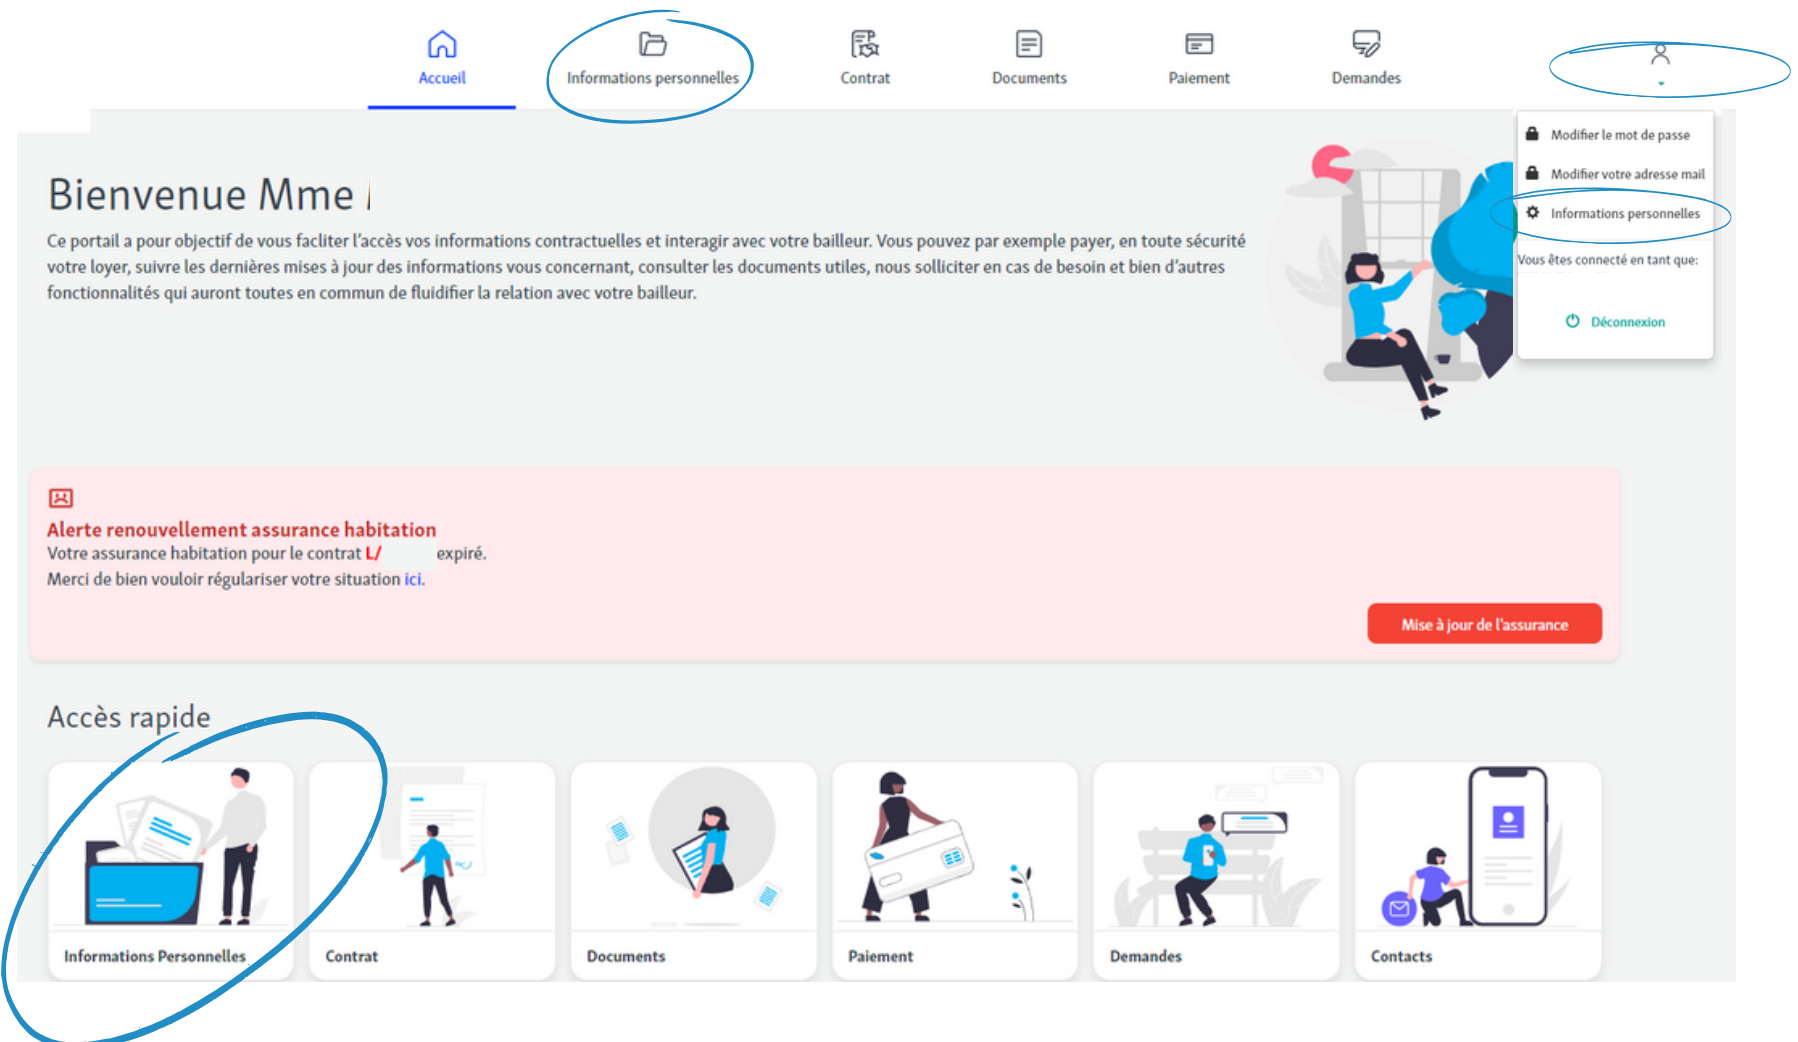 Accueil
Informations personnelles
Contrat
Documents
Paiement
Demandes
Modifier le mot de passe
Modifier votre adresse mail
Informations personnelles
Vous êtes connecté en tant que:
Déconnexion
Bienvenue Mme
Ce portail a pour objectif de vous facliter l'accès vos informations contractuelles et interagir avec votre bailleur. Vous pouvez par exemple payer, en toute sécurité
votre loyer, suivre les dernières mises à jour des informations vous concernant, consulter les documents utiles, nous solliciter en cas de besoin et bien d'autres
fonctionnalités qui auront toutes en commun de fluidifier la relation avec votre bailleur.
Alerte renouvellement assurance habitation
Votre assurance habitation pour le contrat L/ expiré.
Merci de bien vouloir régulariser votre situation ici.
Mise à jour de l'assurance
Accès rapide
Informations Personnelles
Contrat
Documents
Paiement
Demandes
Contacts